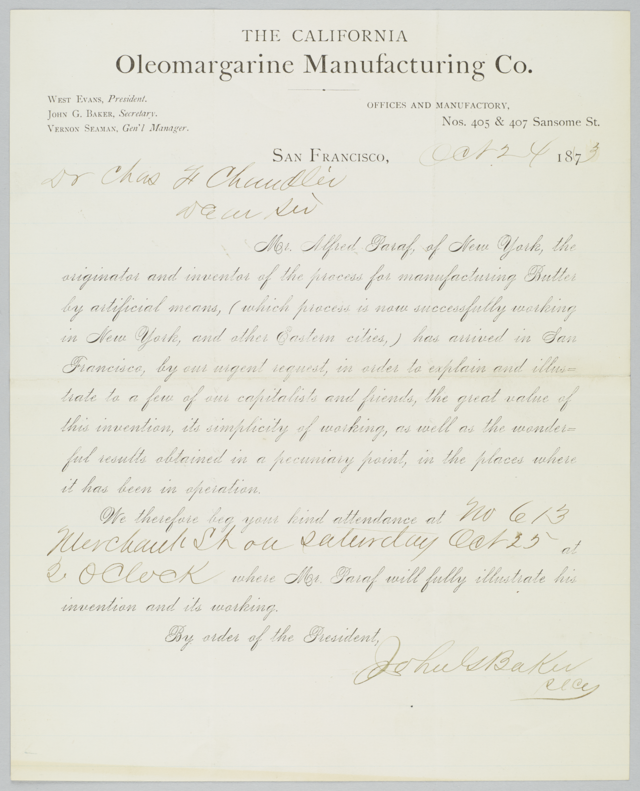 THE CALIFORNIA
Oleomargarine Manufacturing Co.
WEST EVANS, President.
JOHN G. BAKER, Secretary.
VERNON SEAMAN, Gen'l Manager.
OFFICES AND MANUFACTORY,
Nos. 405 & 407 Sansome St.
SAN FRANCISCO, Oct 24 1873
Dr Chas F Chandler
Dear Sir
Mr. Alfred Paraf, of New York, the
originator and inventor of the process for manufacturing Butter
by artificial means, (which process is now successfully working
in New York, and other Eastern cities,) has arrived in San
Francisco, by our urgent request, in order to explain and illus=
trate to a few of our capitalists and friends, the great value of
this invention, its simplicity of working, as well as the wonder=
ful results obtained in a pecuniary point, in the places where
it has been in operation.
We therefore beg your kind attendance at No 613
Merchant St on Saturday Oct 25 at
2 O Clock where Mr. Paraf will fully illustrate his
invention and its working.
By order of the President,
John G Baker
Secy